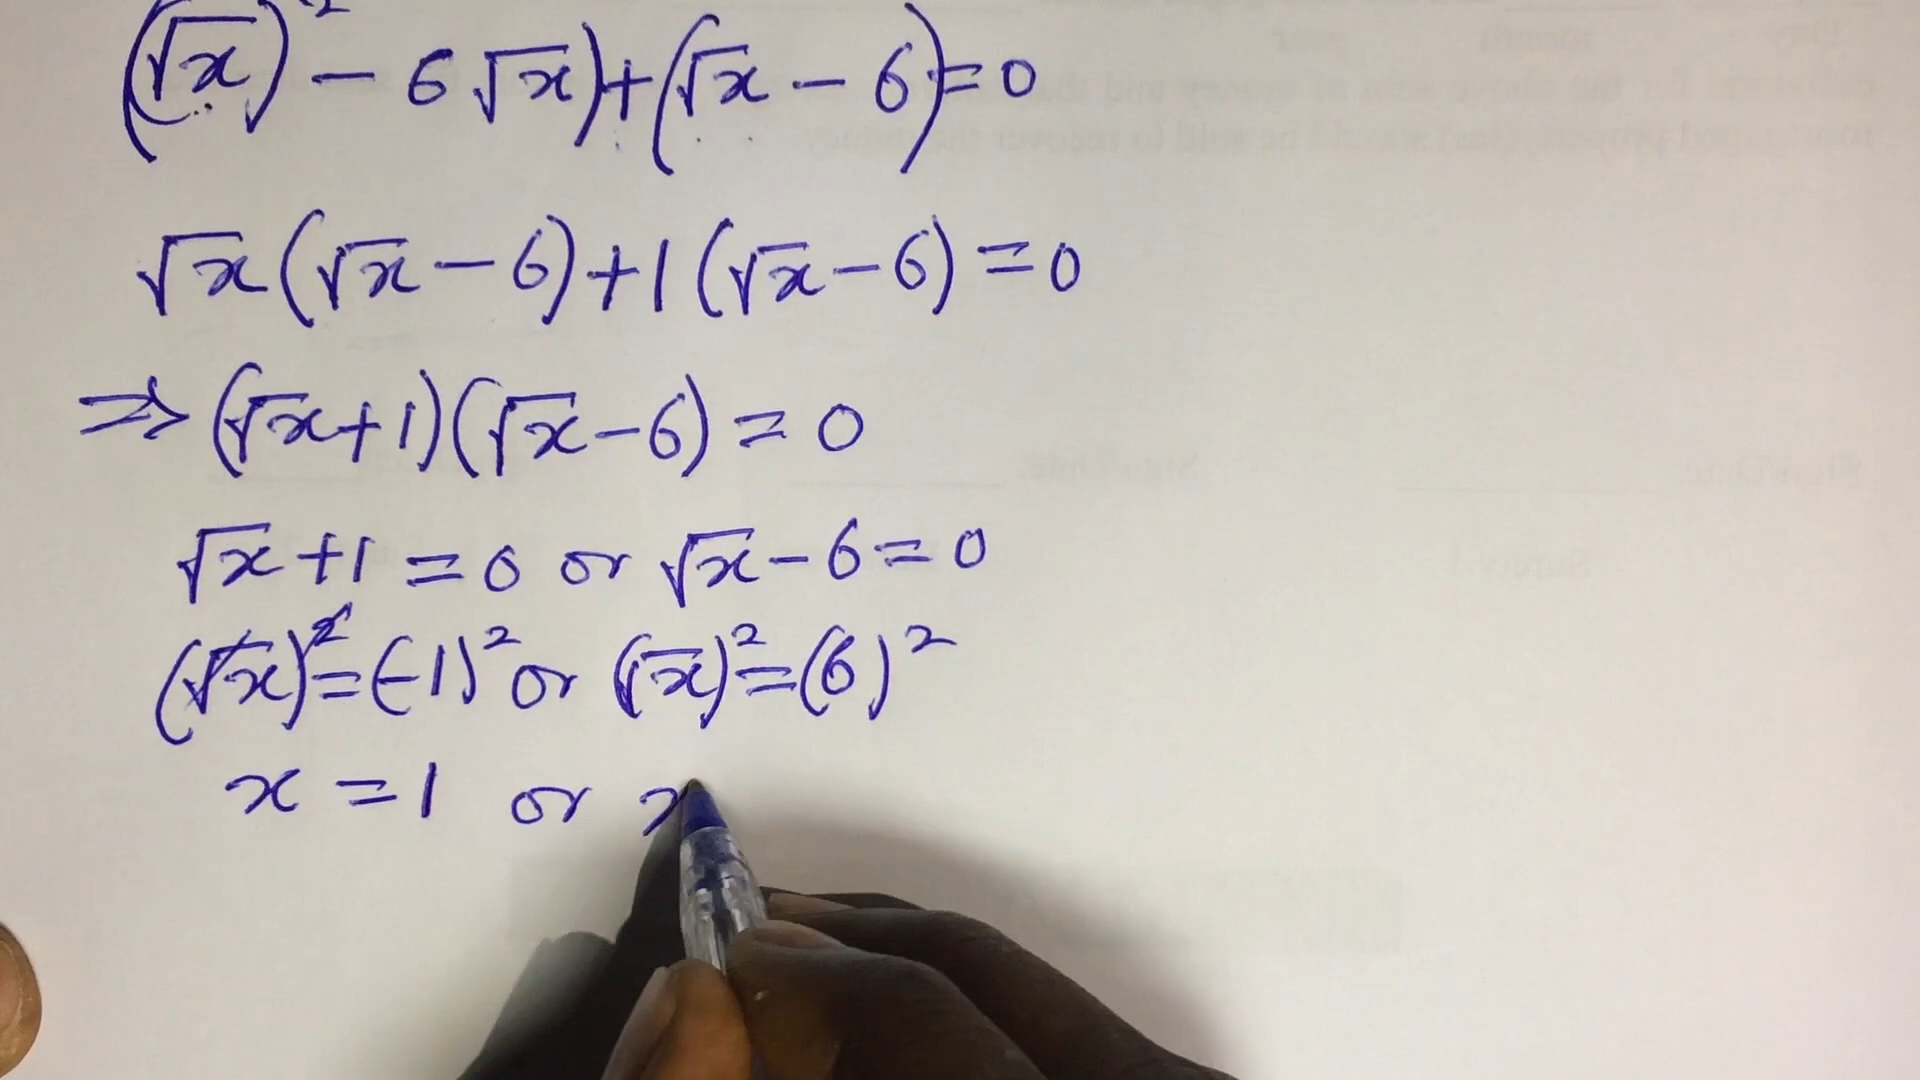 (√x)² - 6√x) + (√x - 6) = 0
√x(√x - 6) + 1(√x - 6) = 0
⇒ (√x + 1)(√x - 6) = 0
√x + 1 = 0 or √x - 6 = 0
(√x)² = (-1)² or (√x)² = (6)²
x = 1 or x